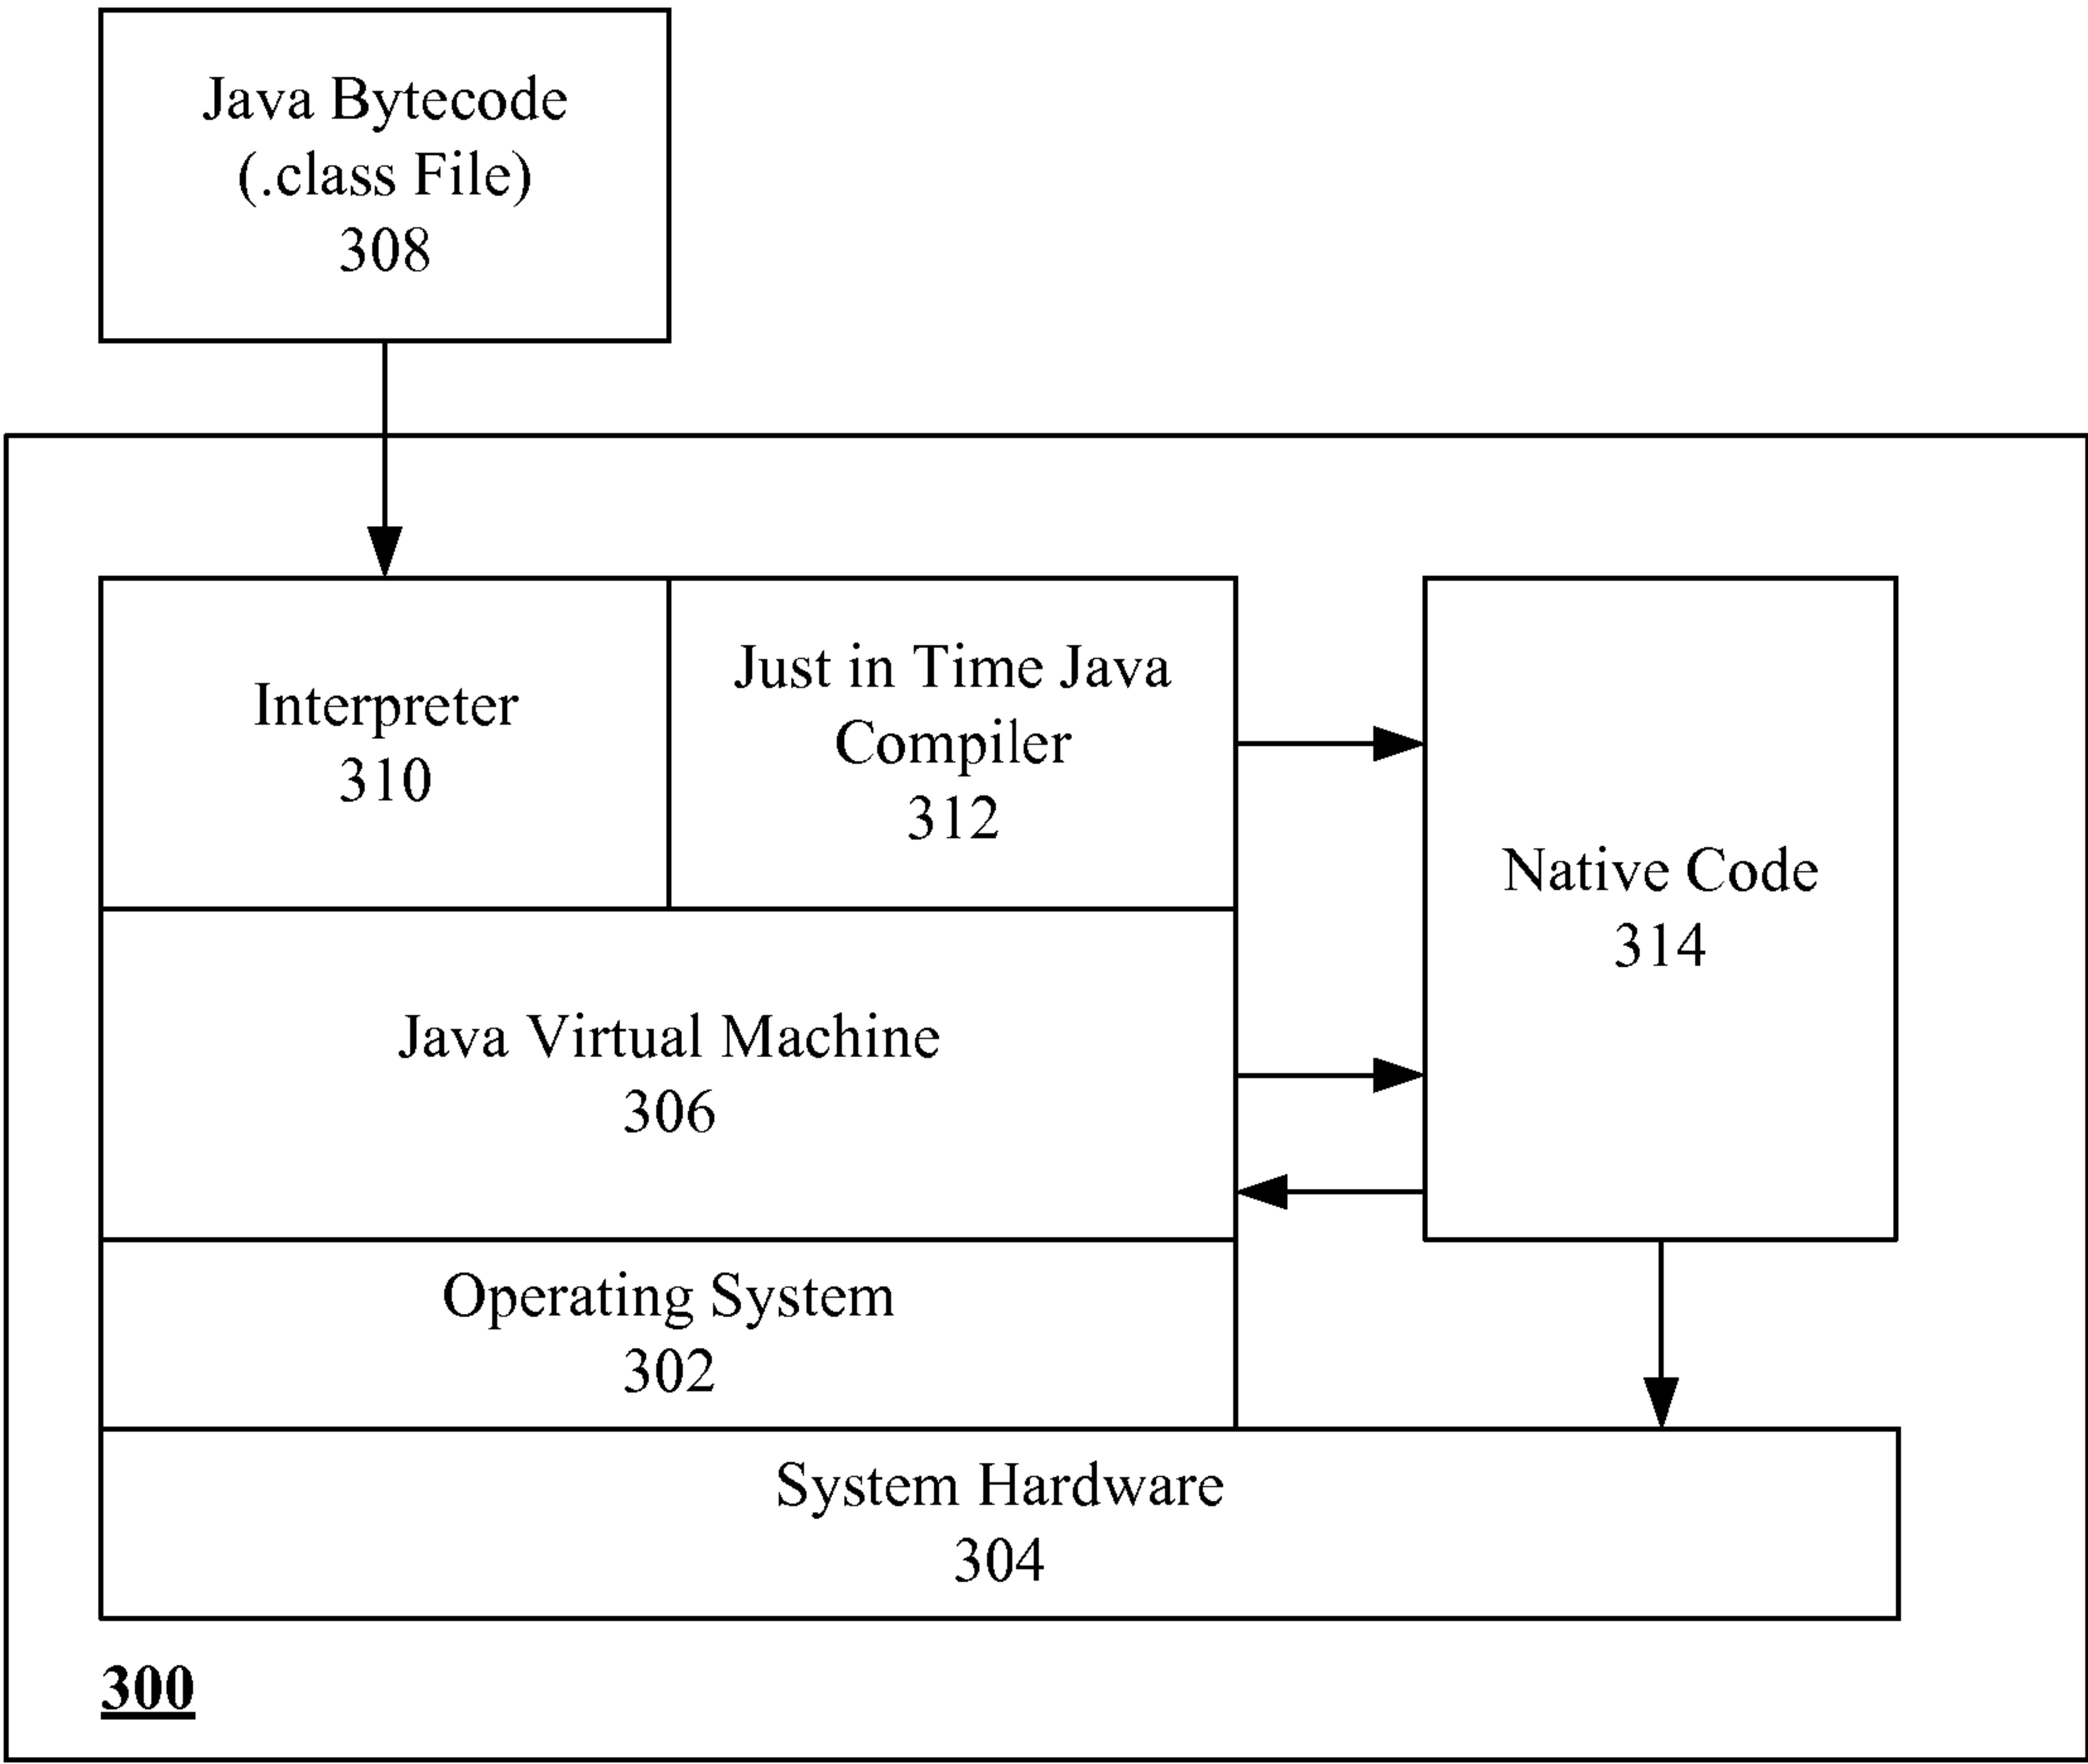 Java Bytecode
(.class File)
308
Interpreter
310
Just in Time Java
Compiler
312
Native Code
314
Java Virtual Machine
306
Operating System
302
System Hardware
304
300